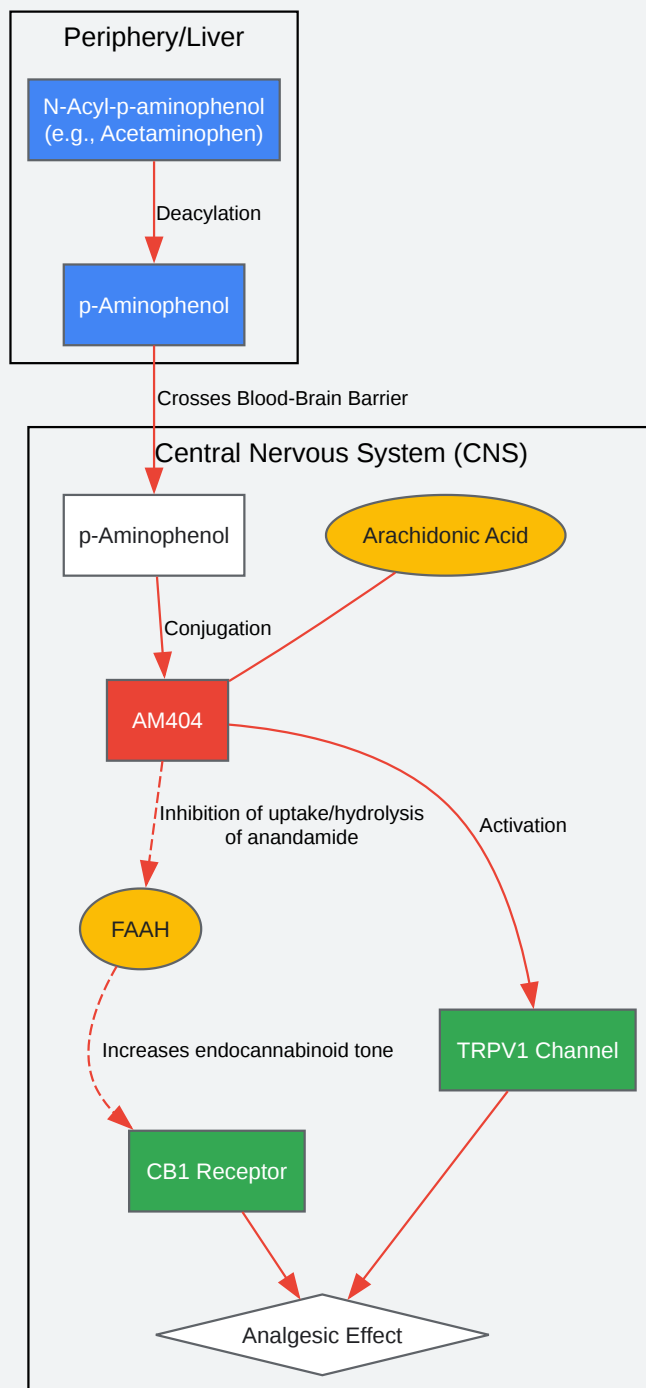 Periphery/Liver
N-Acyl-p-aminophenol
(e.g., Acetaminophen)
Deacylation
p-Aminophenol
Crosses Blood-Brain Barrier
Central Nervous System (CNS)
p-Aminophenol
Arachidonic Acid
Conjugation
AM404
Inhibition of uptake/hydrolysis
of anandamide
Activation
FAAH
Increases endocannabinoid tone
TRPV1 Channel
CB1 Receptor
Analgesic Effect